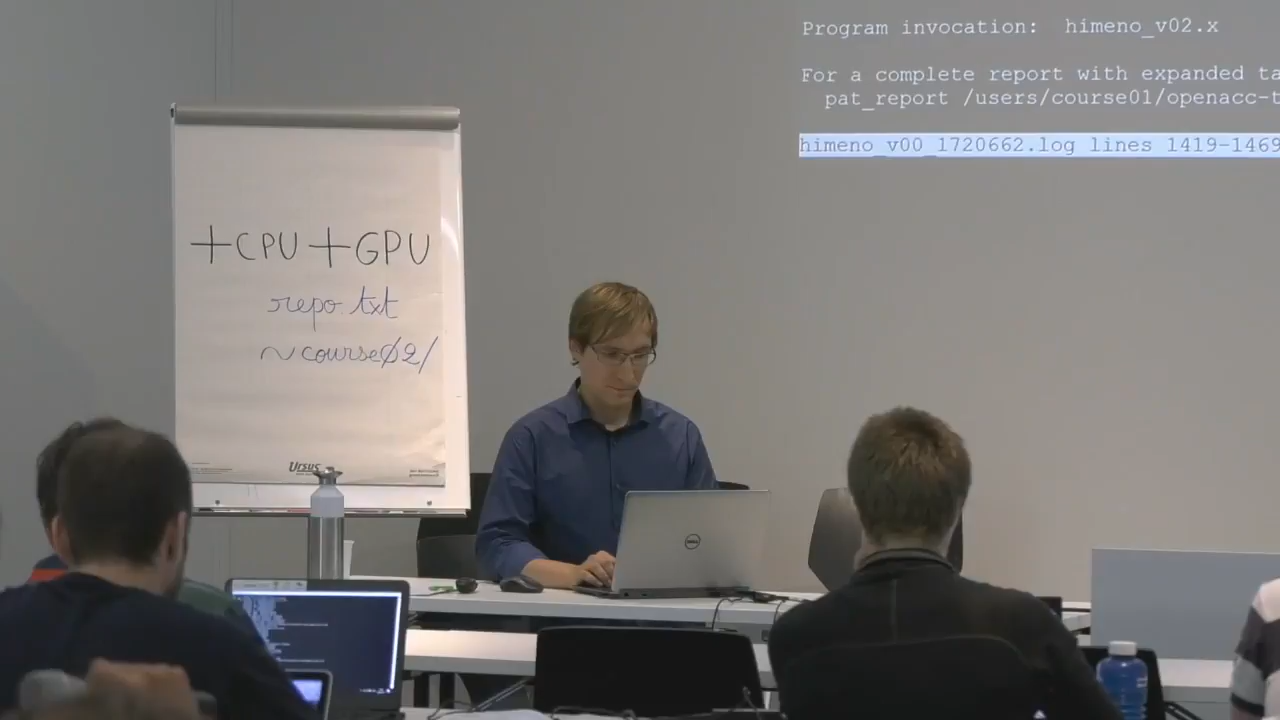 Program invocation: himeno_v02.x
For a complete report with expanded ta
pat_report /users/course01/openacc-t
himeno_v00_1720662.log lines 1419-1469
+CPU+GPU
repo.txt
~course02/
Ursus
DELL